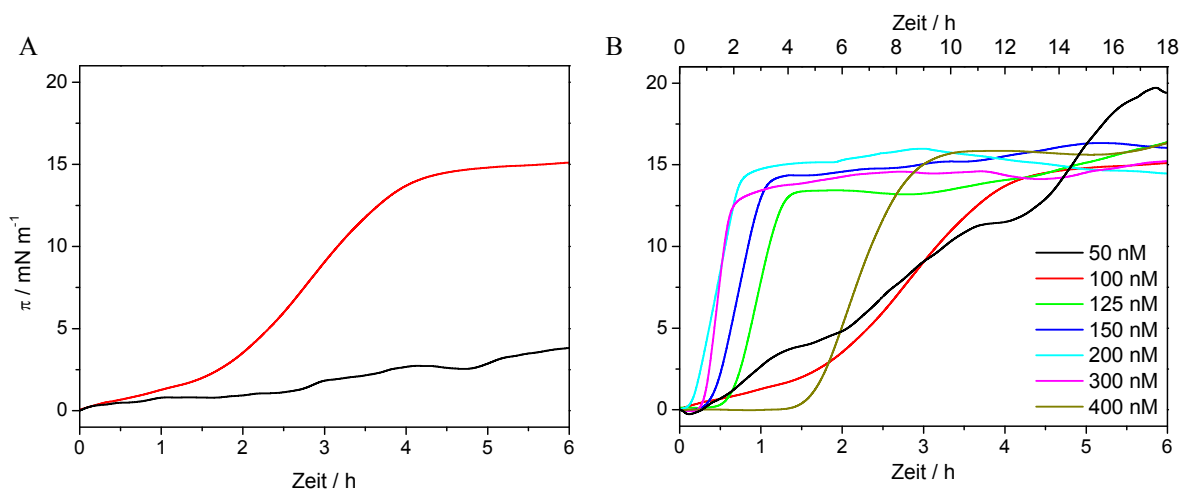 A
20
15
10
5
0
π / mN m⁻¹
0 1 2 3 4 5 6
Zeit / h
B
Zeit / h
0 2 4 6 8 10 12 14 16 18
20
15
10
5
0
50 nM
100 nM
125 nM
150 nM
200 nM
300 nM
400 nM
0 1 2 3 4 5 6
Zeit / h